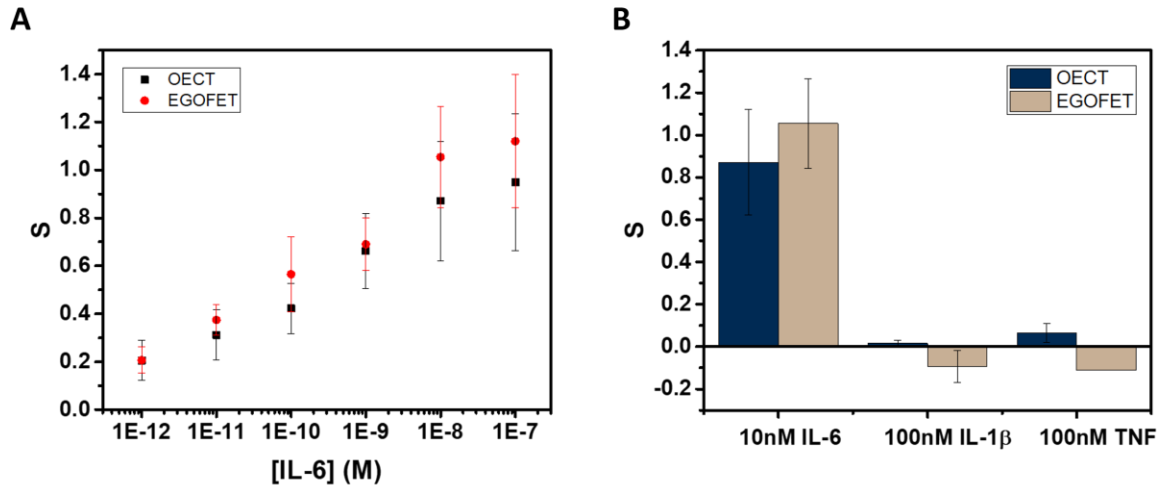 A
OECT
EGOFET
1.4
1.2
1.0
0.8
0.6
0.4
0.2
0.0
S
1E-12 1E-11 1E-10 1E-9 1E-8 1E-7
[IL-6] (M)
B
OECT
EGOFET
1.4
1.2
1.0
0.8
0.6
0.4
0.2
0.0
-0.2
S
10nM IL-6 100nM IL-1β 100nM TNF